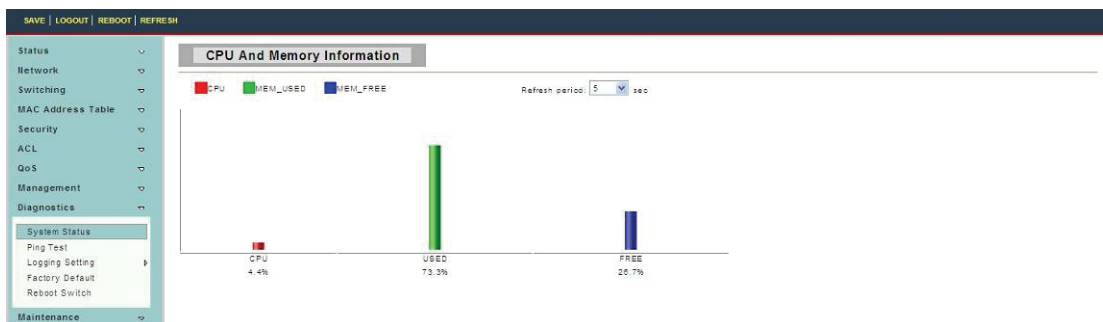 SAVE | LOGOUT | REBOOT | REFRESH
Status
Network
Switching
MAC Address Table
Security
ACL
QoS
Management
Diagnostics
System Status
Ping Test
Logging Setting
Factory Default
Reboot Switch
Maintenance
CPU And Memory Information
CPU MEM_USED MEM_FREE Refresh period: 5 sec
CPU USED FREE
4.4% 73.3% 26.7%